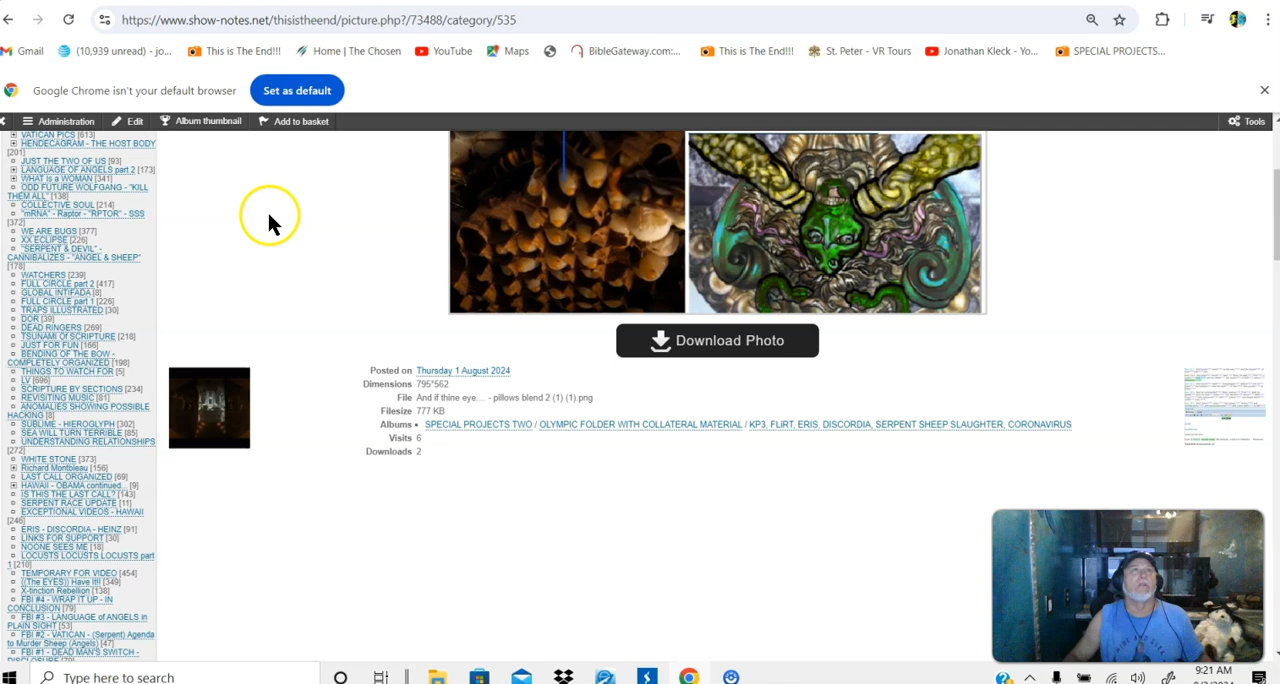 https://www.show-notes.net/thisistheend/picture.php?/73488/category/535
Gmail
(10,939 unread) - jo...
This is The End!!!
Home | The Chosen
YouTube
Maps
BibleGateway.com:...
This is The End!!!
St. Peter - VR Tours
Jonathan Kleck - Yo...
SPECIAL PROJECTS...
Google Chrome isn't your default browser
Set as default
Administration
Edit
Album thumbnail
Add to basket
Tools
VATICAN PICS [613]
HENDECAGRAM - THE HOST BODY
[201]
JUST THE TWO OF US [93]
LANGUAGE OF ANGELS part 2 [173]
WHAT is a WOMAN [341]
ODD FUTURE WOLFGANG - "KILL
THEM ALL" [138]
COLLECTIVE SOUL [214]
"mRNA" - Raptor - "RPTOR" - SSS
[372]
WE ARE BUGS [377]
XX ECLIPSE [226]
"SERPENT & DEVIL" -
CANNIBALIZES - "ANGEL & SHEEP"
[178]
WATCHERS [239]
FULL CIRCLE part 2 [417]
GLOBAL INTIFADA [8]
FULL CIRCLE part 1 [226]
TRAPS ILLUSTRATED [30]
DOR [39]
DEAD RINGERS [269]
TSUNAMI Of SCRIPTURE [218]
JUST FOR FUN [166]
BENDING OF THE BOW -
COMPLETELY ORGANIZED [198]
THINGS TO WATCH FOR [5]
LV [696]
SCRIPTURE BY SECTIONS [234]
REVISITING MUSIC [81]
ANOMALIES SHOWING POSSIBLE
HACKING [8]
SUBLIME - HIEROGLYPH [302]
SEA WILL TURN TERRIBLE [85]
UNDERSTANDING RELATIONSHIPS
[272]
WHITE STONE [373]
Richard Montbleau [156]
LAST CALL ORGANIZED [69]
HAWAII - OBAMA continued... [9]
IS THIS THE LAST CALL? [143]
SERPENT RACE UPDATE [11]
EXCEPTIONAL VIDEOS - HAWAII
[246]
ERIS - DISCORDIA - HEINZ [91]
LINKS FOR SUPPORT [30]
NOONE SEES ME [18]
LOCUSTS LOCUSTS LOCUSTS part
1 [210]
TEMPORARY FOR VIDEO [454]
((The EYES)) Have It!! [349]
X-tinction Rebellion [138]
FBI #4 - WRAP IT UP - IN
CONCLUSION [79]
FBI #3 - LANGUAGE of ANGELS in
PLAIN SIGHT [53]
FBI #2 - VATICAN - (Serpent) Agenda
to Murder Sheep (Angels) [47]
FBI #1 - DEAD MAN'S SWITCH -
DISCLOSURE [79]
Download Photo
Posted on Thursday 1 August 2024
Dimensions 795*562
File And if thine eye.... - pillows blend 2 (1) (1).png
Filesize 777 KB
Albums SPECIAL PROJECTS TWO / OLYMPIC FOLDER WITH COLLATERAL MATERIAL / KP3, FLIRT, ERIS, DISCORDIA, SERPENT SHEEP SLAUGHTER, CORONAVIRUS
Visits 6
Downloads 2
Type here to search
9:21 AM